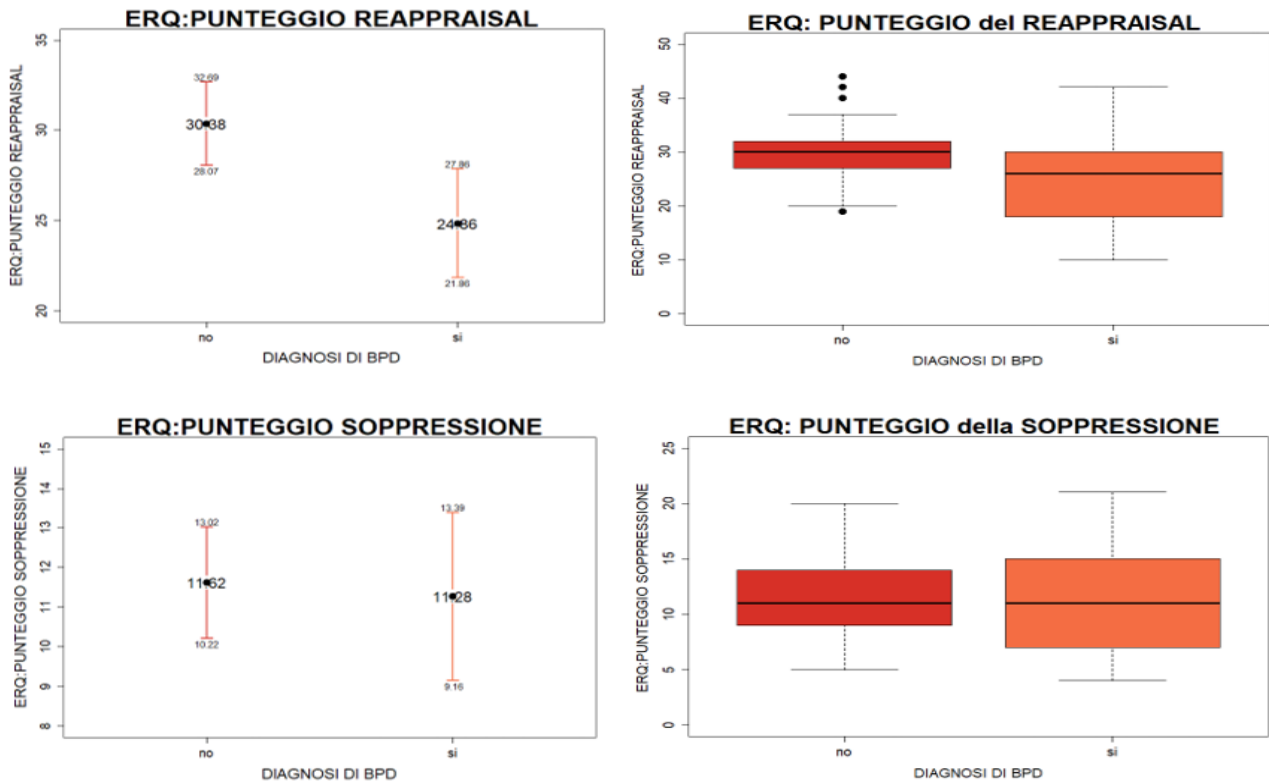 ERQ:PUNTEGGIO REAPPRAISAL
ERQ:PUNTEGGIO REAPPRAISAL
35
30
25
20
32.69
30.38
28.07
27.86
24.86
21.86
no
si
DIAGNOSI DI BPD
ERQ: PUNTEGGIO del REAPPRAISAL
ERQ:PUNTEGGIO REAPPRAISAL
50
40
30
20
10
0
no
si
DIAGNOSI DI BPD
ERQ:PUNTEGGIO SOPPRESSIONE
ERQ:PUNTEGGIO SOPPRESSIONE
15
14
13
12
11
10
9
8
13.02
11.62
10.22
13.39
11.28
9.16
no
si
DIAGNOSI DI BPD
ERQ: PUNTEGGIO della SOPPRESSIONE
ERQ:PUNTEGGIO SOPPRESSIONE
25
20
15
10
5
0
no
si
DIAGNOSI DI BPD